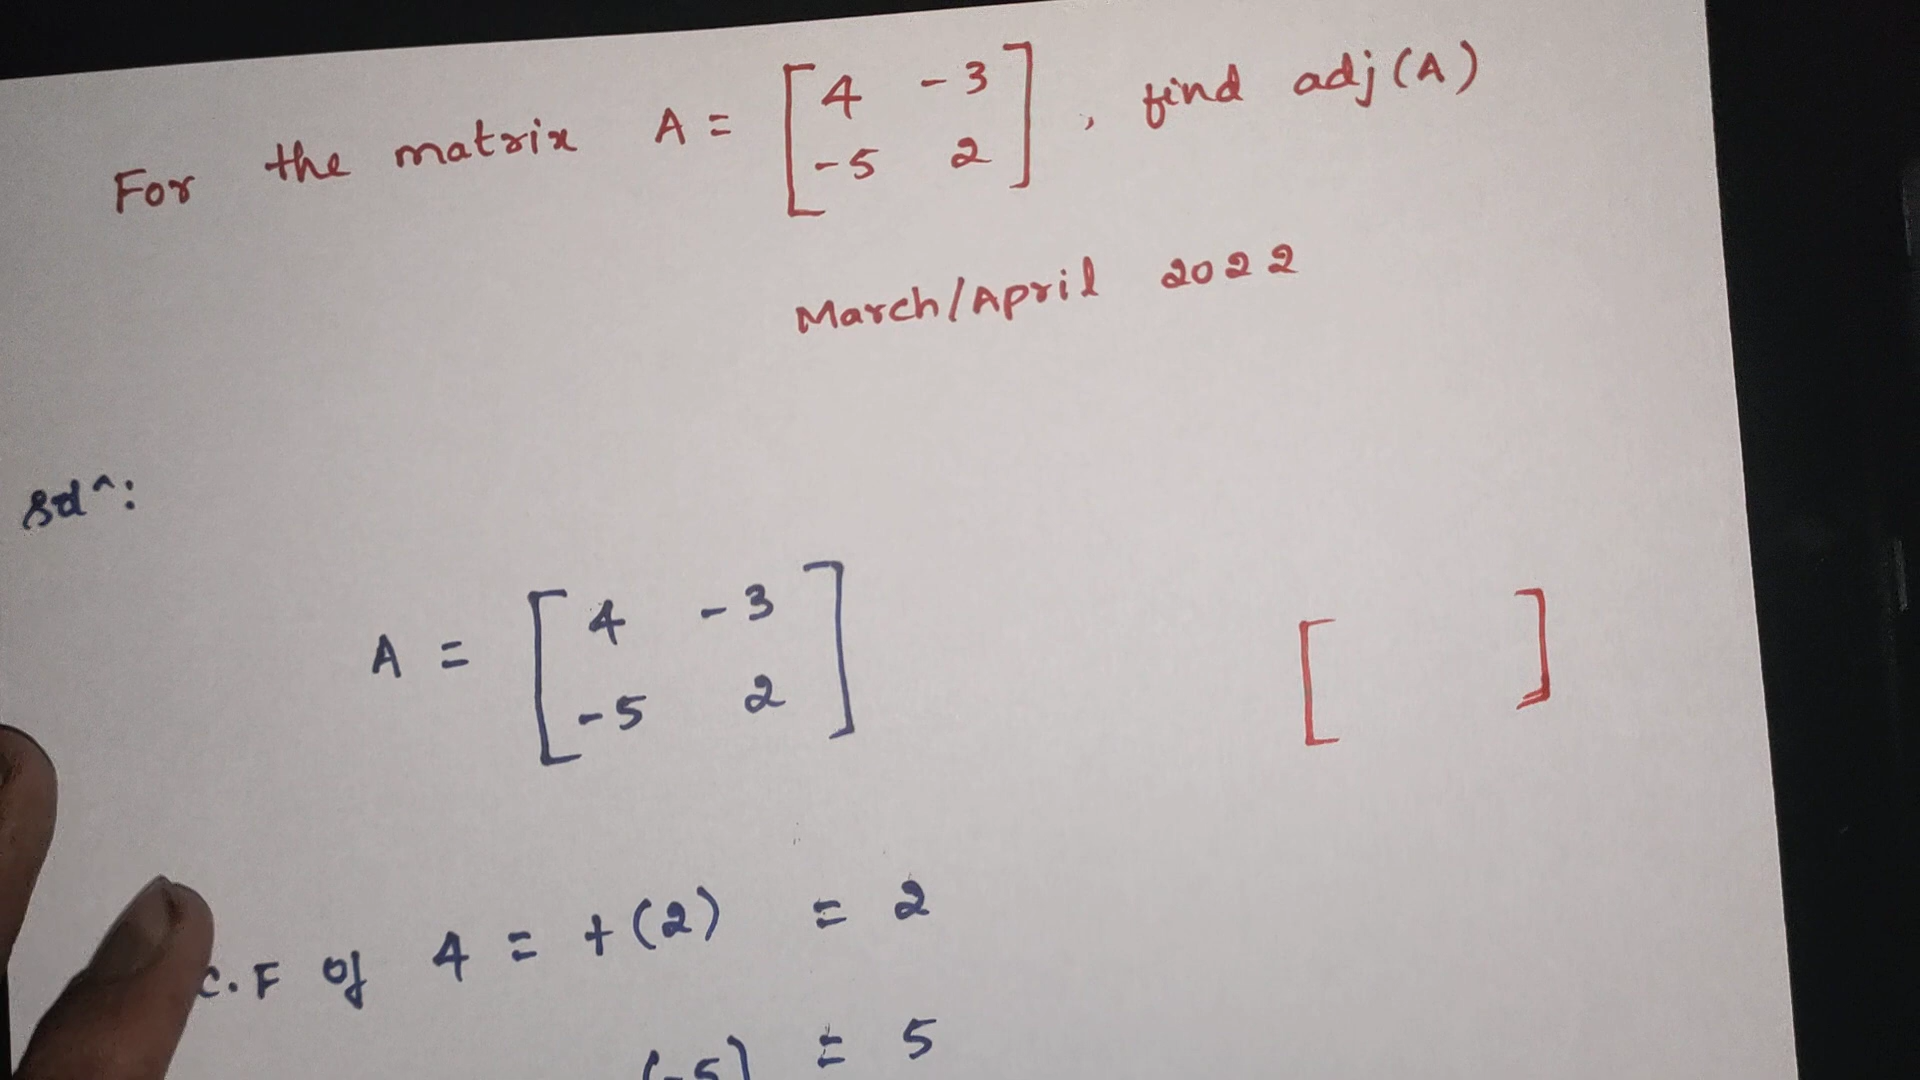 For the matrix A = [4 -3
-5 2], find adj(A)
March/April 2022
Sol^n:
A = [4 -3
-5 2] [ ]
C.F of 4 = +(2) = 2
(-5) = 5